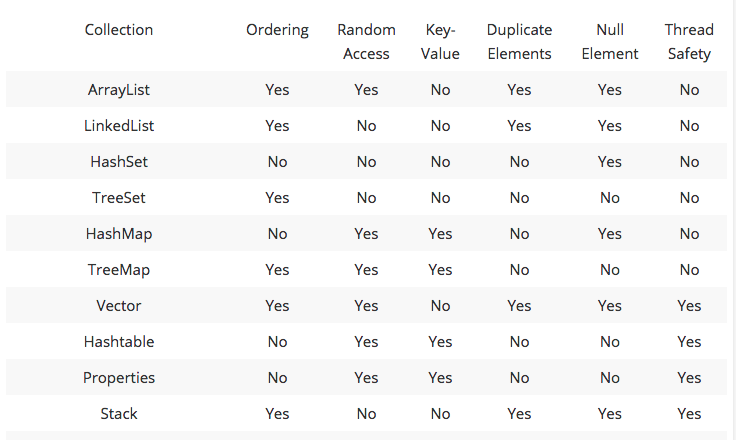 Collection Ordering Random Key- Duplicate Null Thread
Access Value Elements Element Safety
ArrayList Yes Yes No Yes Yes No
LinkedList Yes No No Yes Yes No
HashSet No No No No Yes No
TreeSet Yes No No No No No
HashMap No Yes Yes No Yes No
TreeMap Yes Yes Yes No No No
Vector Yes Yes No Yes Yes Yes
Hashtable No Yes Yes No No Yes
Properties No Yes Yes No No Yes
Stack Yes No No Yes Yes Yes